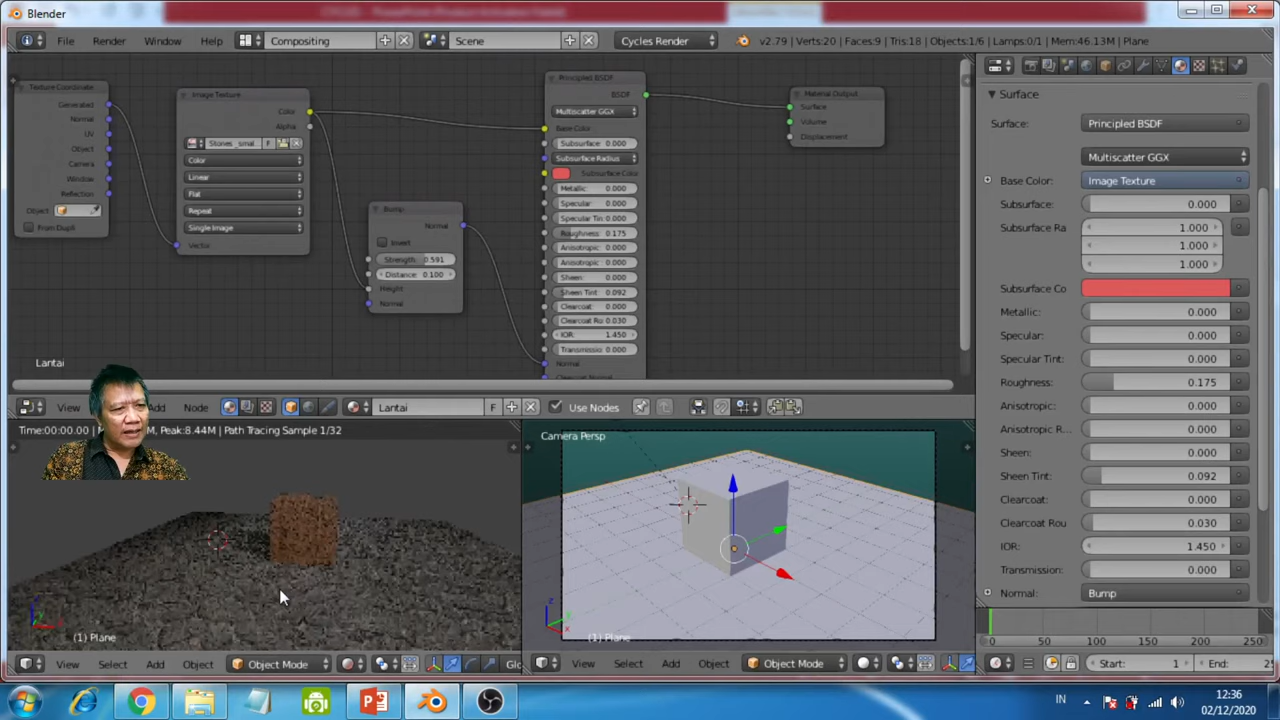 Blender
File Render Window Help Compositing Scene Cycles Render v2.79 | Verts:20 | Faces:9 | Tris:18 | Objects:1/6 | Lamps:0/1 | Mem:46.13M | Plane
Texture Coordinate
Generated
Normal
UV
Object
Camera
Window
Reflection
Object:
From Dupli
Image Texture
Color
Alpha
Stones_smal.. F
Color
Linear
Flat
Repeat
Single Image
Vector
Bump
Normal
Invert
Strength: 0.591
Distance: 0.100
Height
Normal
Principled BSDF
BSDF
Multiscatter GGX
Base Color
Subsurface: 0.000
Subsurface Radius
Subsurface Color
Metallic: 0.000
Specular: 0.000
Specular Tin: 0.000
Roughness: 0.175
Anisotropic: 0.000
Anisotropic: 0.000
Sheen: 0.000
Sheen Tint: 0.092
Clearcoat: 0.000
Clearcoat Ro: 0.030
IOR: 1.450
Transmissio: 0.000
Normal
Clearcoat Normal
Material Output
Surface
Volume
Displacement
Lantai
View Add Node Lantai F Use Nodes
Surface
Surface: Principled BSDF
Multiscatter GGX
Base Color: Image Texture
Subsurface: 0.000
Subsurface Ra 1.000
1.000
1.000
Subsurface Co
Metallic: 0.000
Specular: 0.000
Specular Tint: 0.000
Roughness: 0.175
Anisotropic: 0.000
Anisotropic R... 0.000
Sheen: 0.000
Sheen Tint: 0.092
Clearcoat: 0.000
Clearcoat Rou 0.030
IOR: 1.450
Transmission: 0.000
Normal: Bump
Time:00:00.00 | M
M, Peak:8.44M | Path Tracing Sample 1/32
(1) Plane
View Select Add Object Object Mode Glo
Camera Persp
(1) Plane
View Select Add Object Object Mode
0 50 100 150 200 250
Start: 1 End:
IN
12:36
02/12/2020